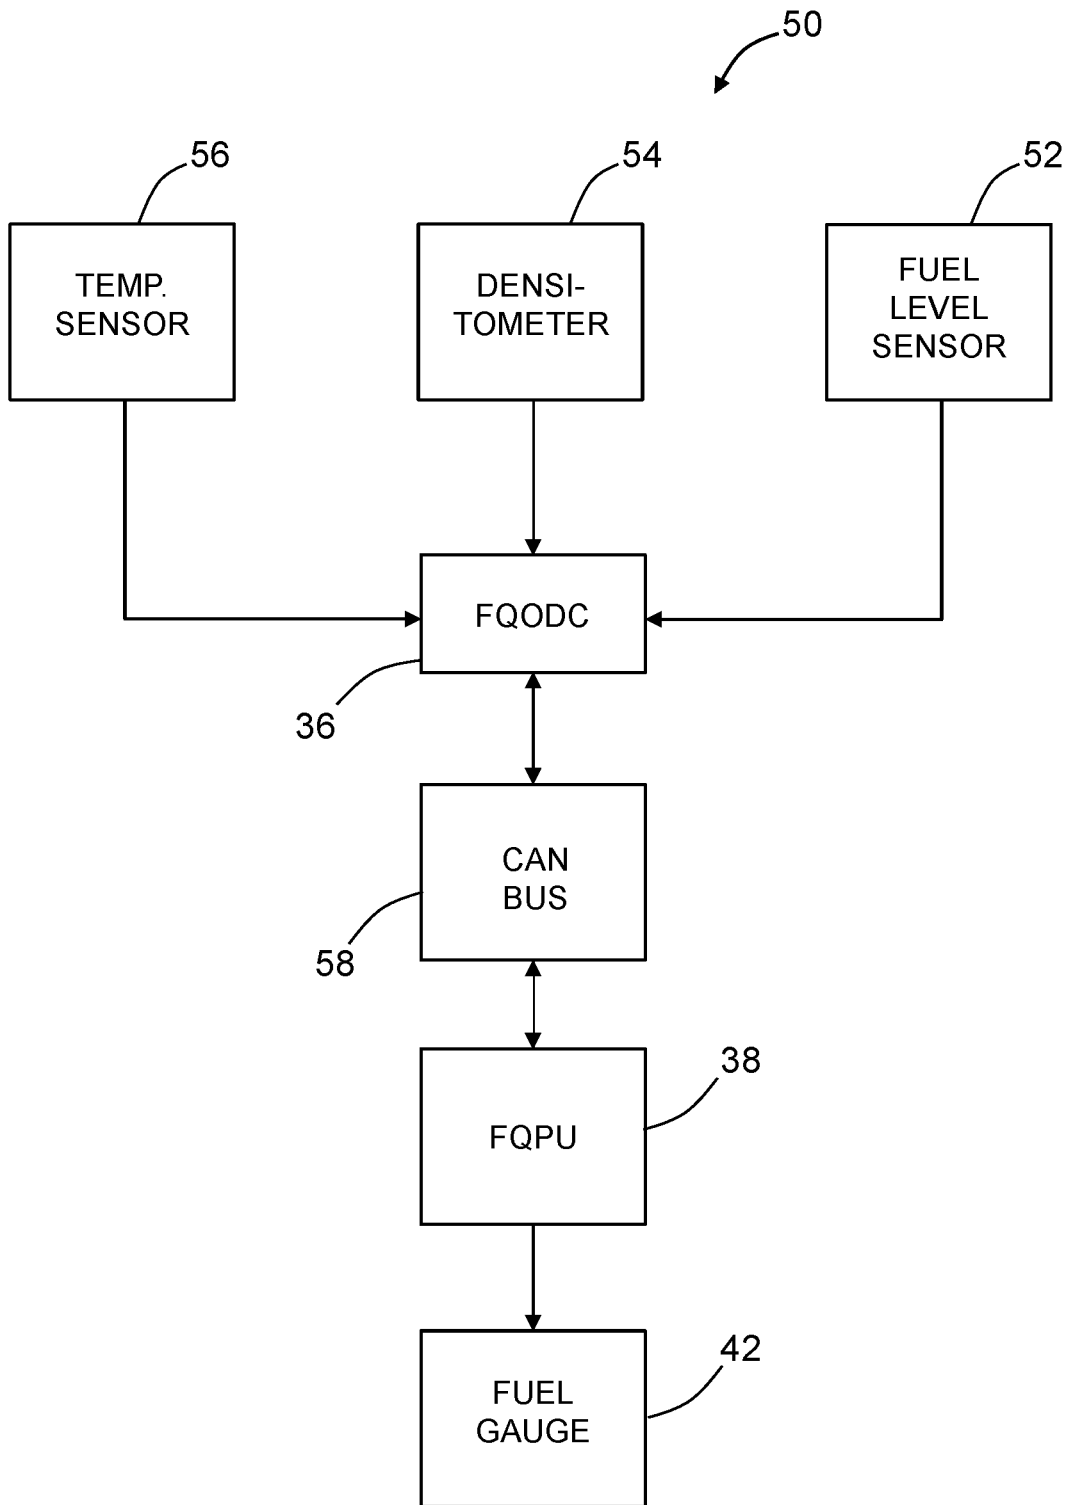 50
56
54
52
TEMP.
SENSOR
DENSI-
TOMETER
FUEL
LEVEL
SENSOR
FQODC
36
CAN
BUS
58
38
FQPU
42
FUEL
GAUGE